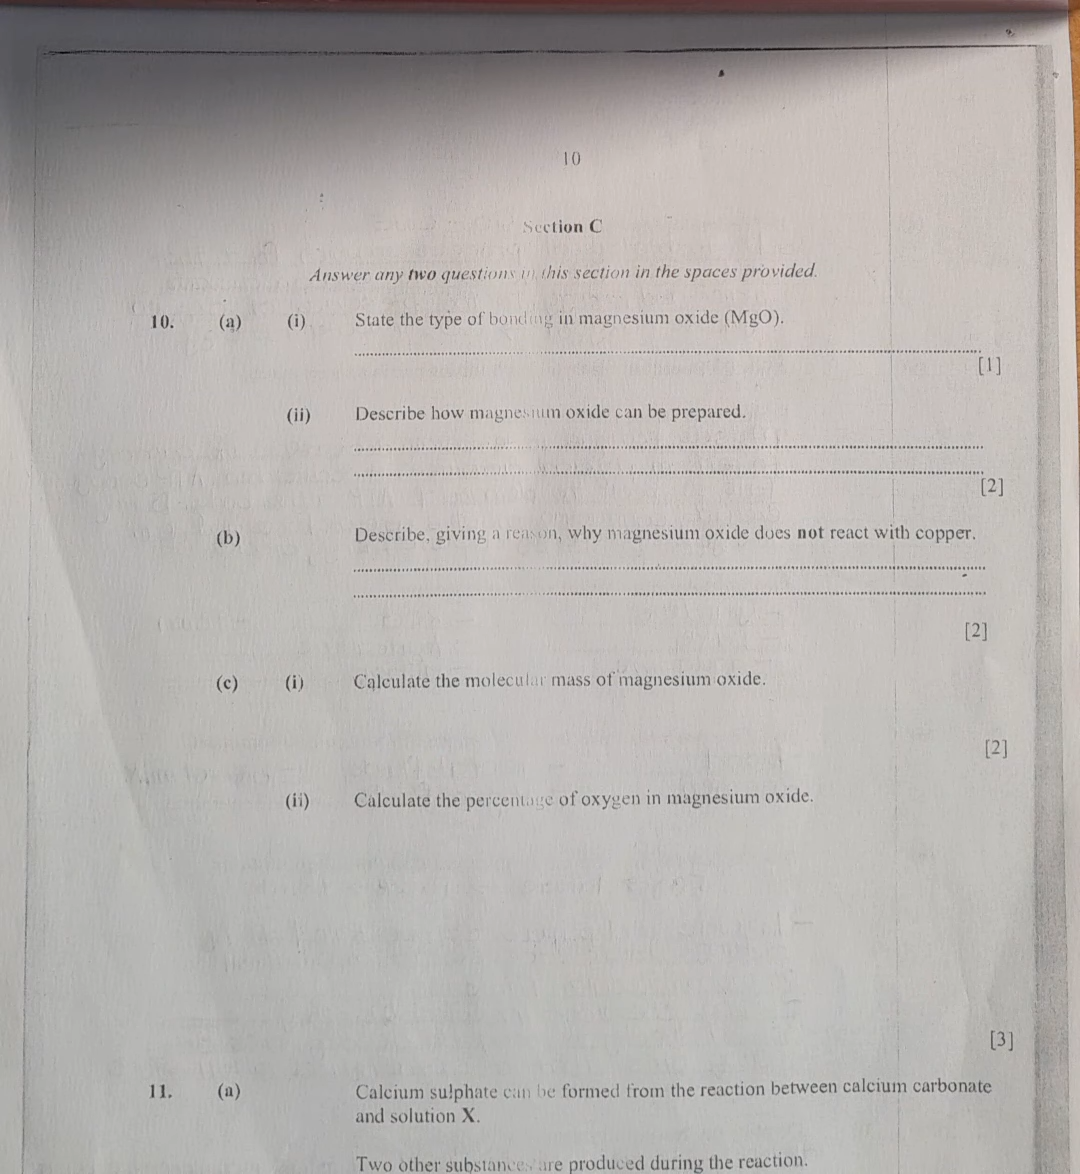 10
Section C
Answer any two questions in this section in the spaces provided.
10. (a) (i) State the type of bonding in magnesium oxide (MgO).
[1]
(ii) Describe how magnesium oxide can be prepared.
[2]
(b) Describe, giving a reason, why magnesium oxide does not react with copper.
[2]
(c) (i) Calculate the molecular mass of magnesium oxide.
[2]
(ii) Calculate the percentage of oxygen in magnesium oxide.
[3]
11. (a) Calcium sulphate can be formed from the reaction between calcium carbonate
and solution X.
Two other substances are produced during the reaction.